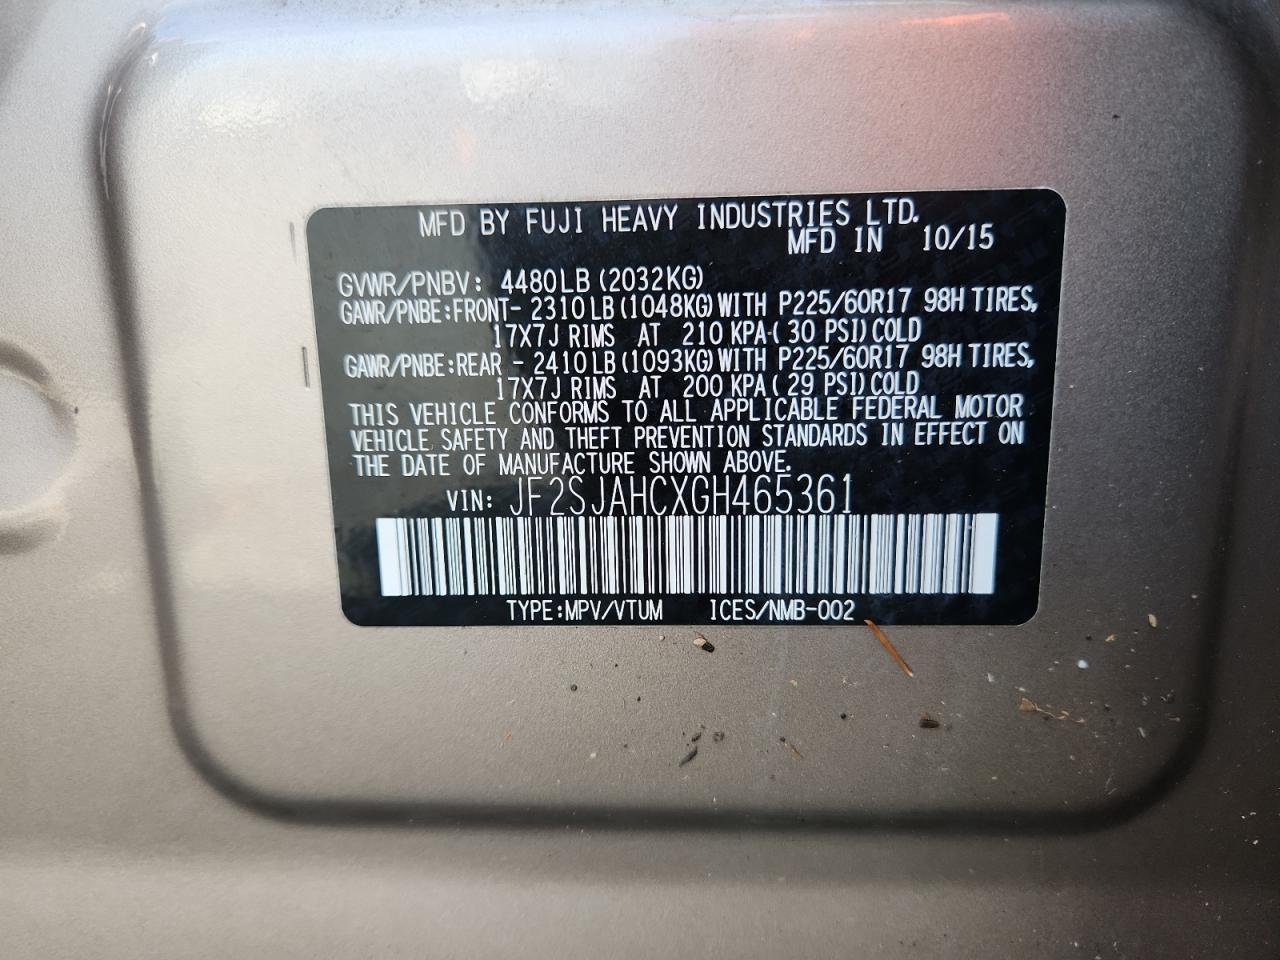 MFD BY FUJI HEAVY INDUSTRIES LTD.
MFD IN 10/15
GVWR/PNBV: 4480LB (2032KG)
GAWR/PNBE:FRONT- 2310LB (1048KG) WITH P225/60R17 98H TIRES,
17X7J RIMS AT 210 KPA ( 30 PSI) COLD
GAWR/PNBE:REAR - 2410LB (1093KG) WITH P225/60R17 98H TIRES,
17X7J RIMS AT 200 KPA ( 29 PSI) COLD
THIS VEHICLE CONFORMS TO ALL APPLICABLE FEDERAL MOTOR
VEHICLE SAFETY AND THEFT PREVENTION STANDARDS IN EFFECT ON
THE DATE OF MANUFACTURE SHOWN ABOVE.
VIN: JF2SJAHCXGH465361
TYPE:MPV/VTUM ICES/NMB-002